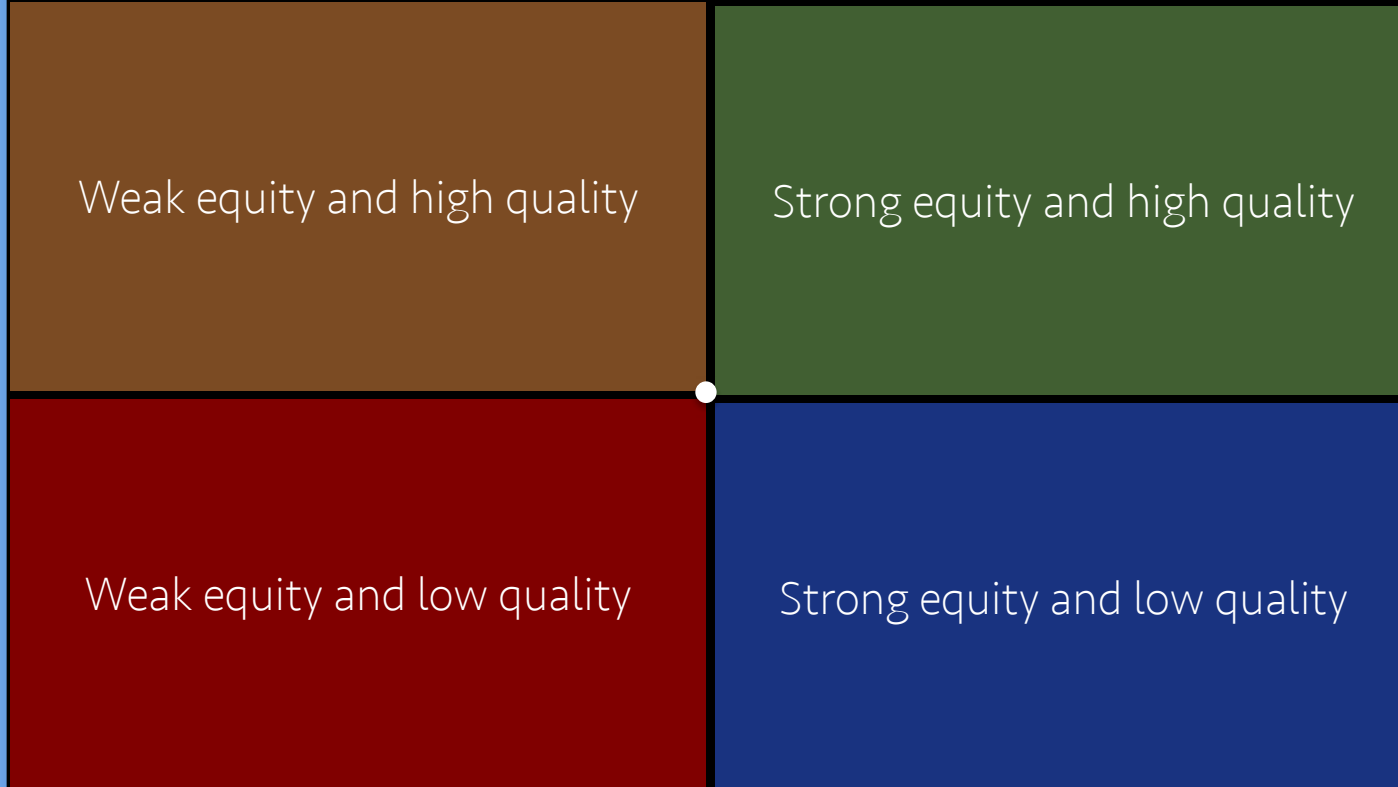 Weak equity and high quality
Strong equity and high quality
Weak equity and low quality
Strong equity and low quality